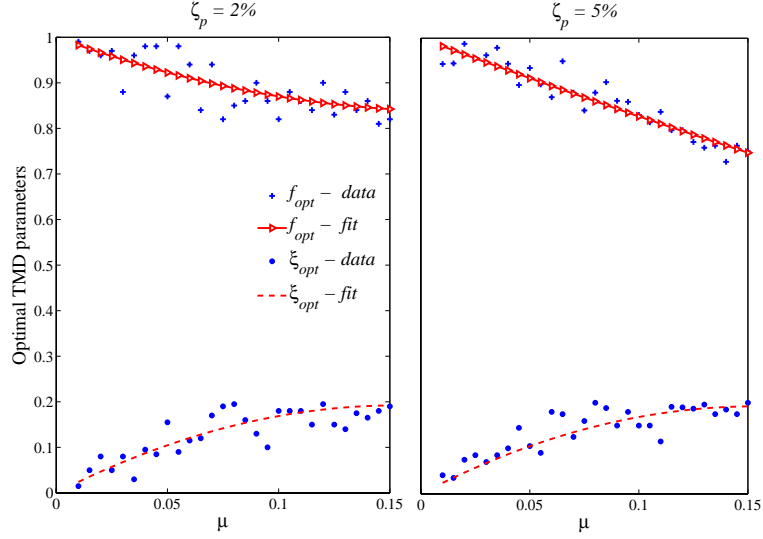 ζp = 2%
ζp = 5%
Optimal TMD parameters
1
0.9
0.8
0.7
0.6
0.5
0.4
0.3
0.2
0.1
0
fopt − data
fopt − fit
ξopt − data
ξopt − fit
0
0.05
0.1
0.15
μ
0
0.05
0.1
0.15
μ